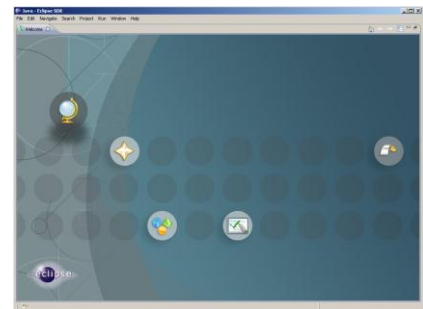 Java - Eclipse SDK
File Edit Navigate Search Project Run Window Help
Welcome
eclipse